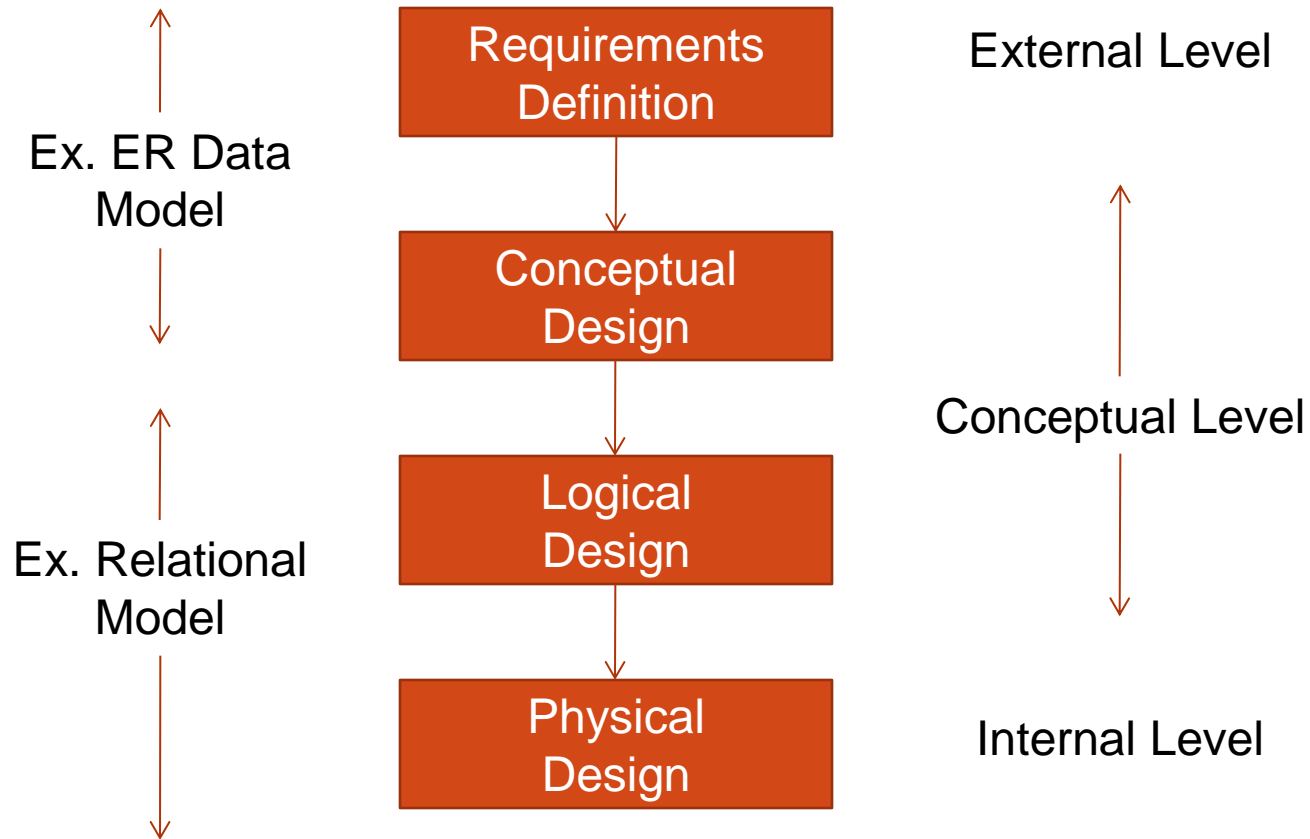 Requirements
Definition
External Level
Ex. ER Data
Model
Conceptual
Design
Conceptual Level
Logical
Design
Ex. Relational
Model
Physical
Design
Internal Level